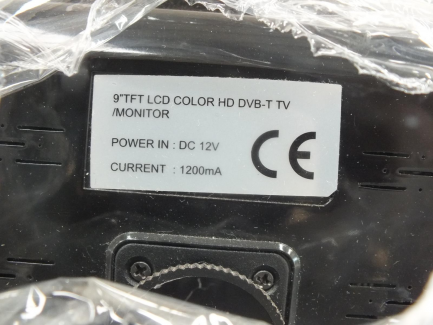 9"TFT LCD COLOR HD DVB-T TV
/MONITOR
POWER IN : DC 12V
CURRENT : 1200mA
CE